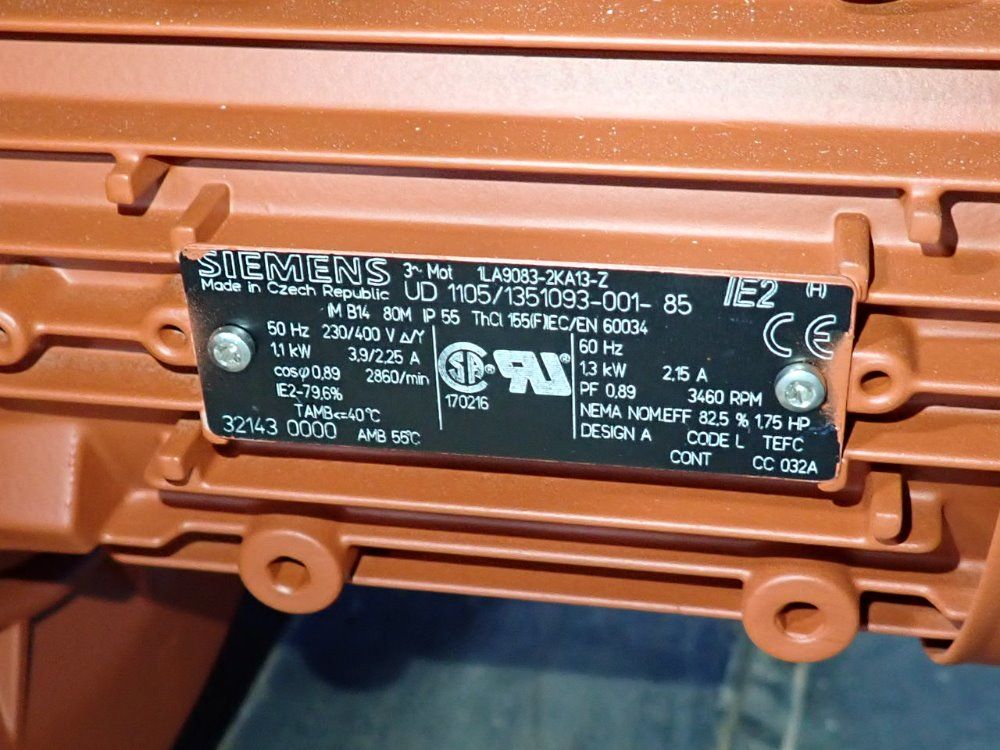 SIEMENS 3~ Mot 1LA9083-2KA13-Z IE2 (H)
Made in Czech Republic UD 1105/1351093-001- 85
IM B14 80M IP 55 ThCl 155(F)IEC/EN 60034 CE
50 Hz 230/400 V Δ/Y
1,1 kW 3,9/2,25 A
cosφ 0,89 2860/min
IE2-79,6%
TAMB<=40°C
32143 0000 AMB 55°C
SA® RU®
170216
60 Hz
1.3 kW 2.15 A
PF 0,89 3460 RPM
NEMA NOM.EFF 82.5 % 1.75 HP
DESIGN A CODE L TEFC
CONT CC 032A